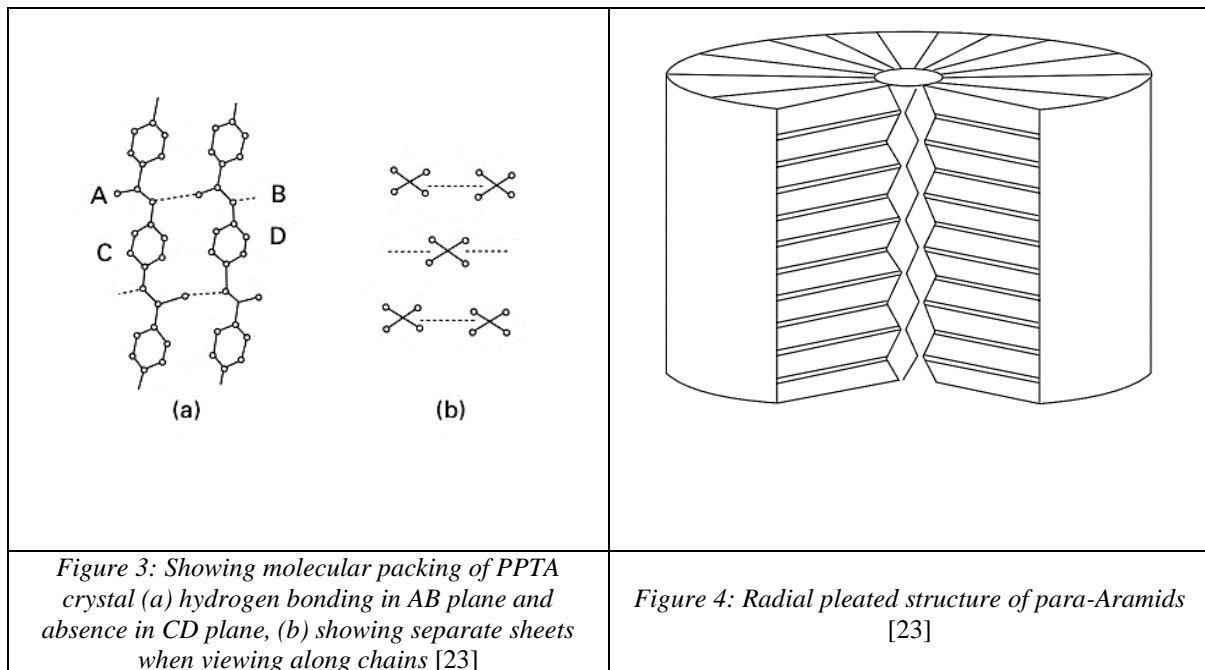 A
B
C
D
(a)
(b)
Figure 3: Showing molecular packing of PPTA
crystal (a) hydrogen bonding in AB plane and
absence in CD plane, (b) showing separate sheets
when viewing along chains [23]
Figure 4: Radial pleated structure of para-Aramids
[23]